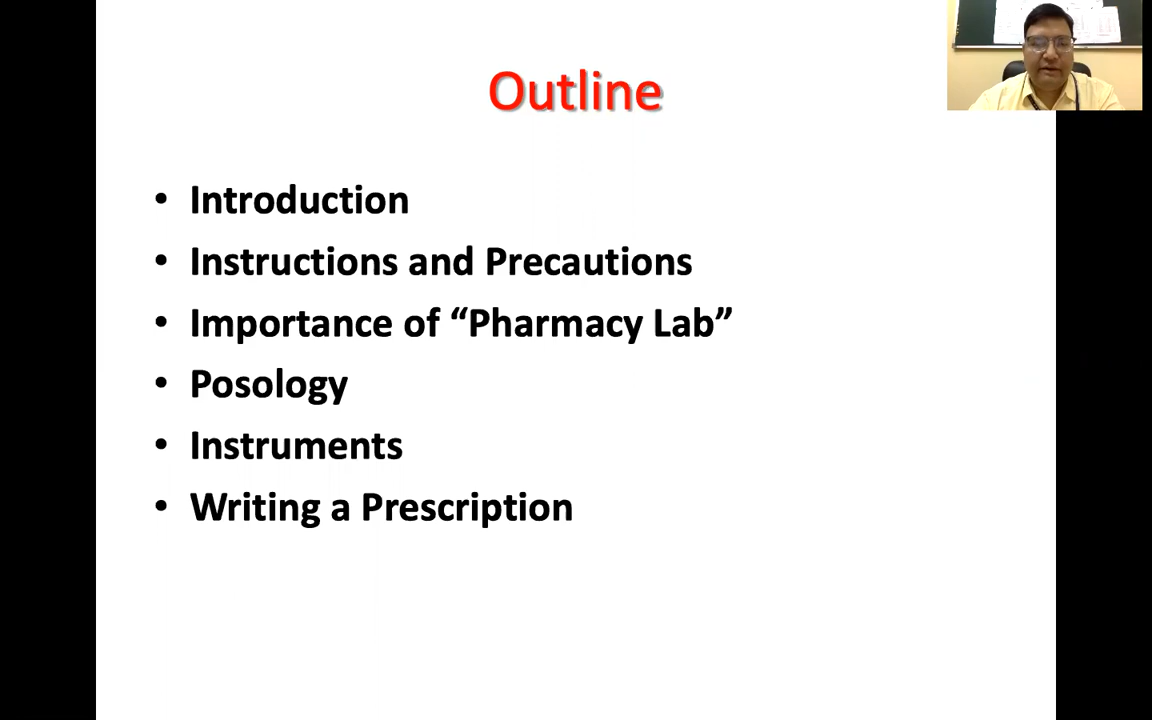 Outline
• Introduction
• Instructions and Precautions
• Importance of “Pharmacy Lab”
• Posology
• Instruments
• Writing a Prescription